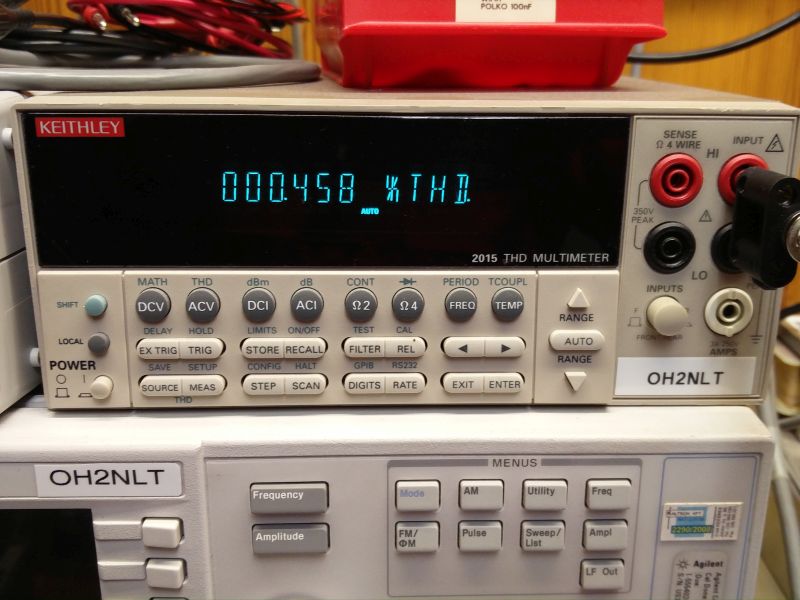 POLKO 100nF
KEITHLEY
000.458 %THD
AUTO
2015 THD MULTIMETER
SENSE
Ω 4 WIRE
INPUT
HI
350V
PEAK
LO
INPUTS
F
R
FRONT/REAR
3A 250V
AMPS
OH2NLT
MATH THD dBm dB CONT PERIOD TCOUPL
SHIFT
DCV ACV DCI ACI Ω2 Ω4 FREQ TEMP
DELAY HOLD LIMITS ON/OFF TEST CAL
LOCAL
EX TRIG TRIG STORE RECALL FILTER REL
POWER
SAVE SETUP CONFIG HALT GPIB RS232
SOURCE MEAS STEP SCAN DIGITS RATE EXIT ENTER
THD
RANGE
AUTO
RANGE
OH2NLT
MENUS
Frequency
Amplitude
Mode
AM
Utility
Freq
FM/
ΦM
Pulse
Sweep/
List
Ampl
LF Out
2290/2002
Agilent